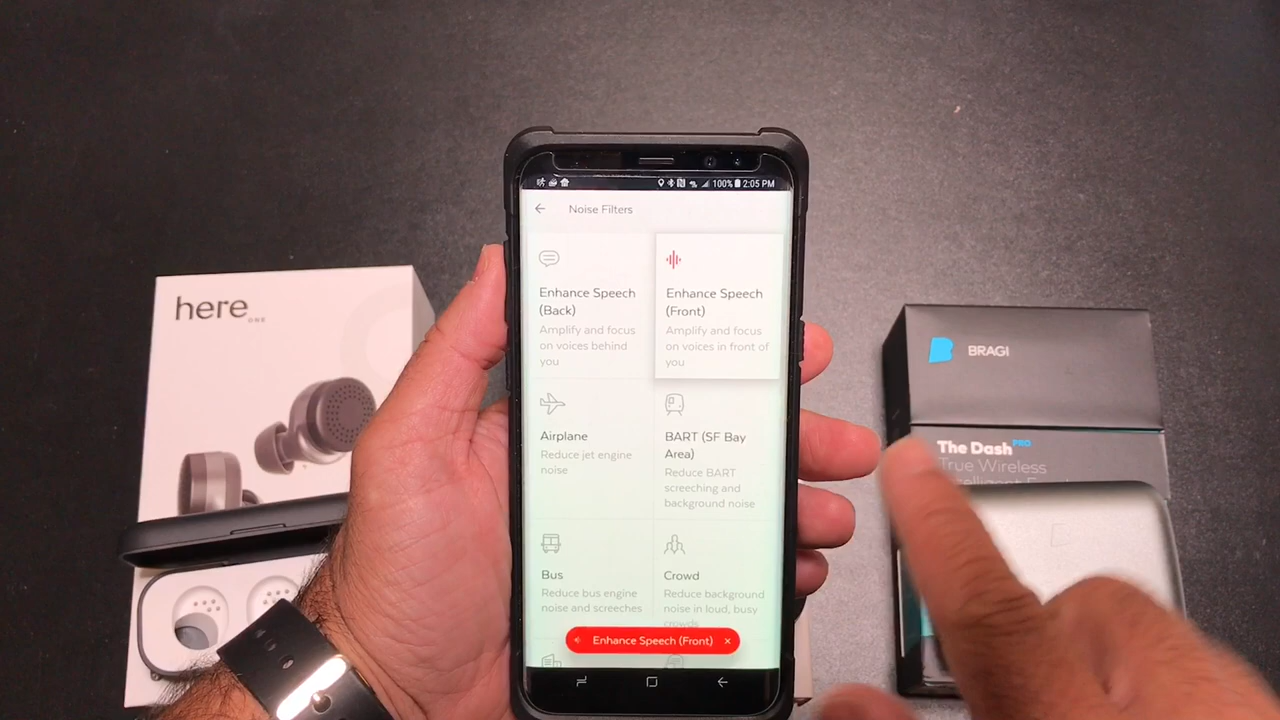 here
ONE
100% 2:05 PM
Noise Filters
Enhance Speech
(Back)
Amplify and focus
on voices behind
you
Enhance Speech
(Front)
Amplify and focus
on voices in front of
you
Airplane
Reduce jet engine
noise
BART (SF Bay
Area)
Reduce BART
screeching and
background noise
Bus
Reduce bus engine
noise and screeches
Crowd
Reduce background
noise in loud, busy
crowds
Enhance Speech (Front) ×
BRAGI
The Dash PRO
True Wireless